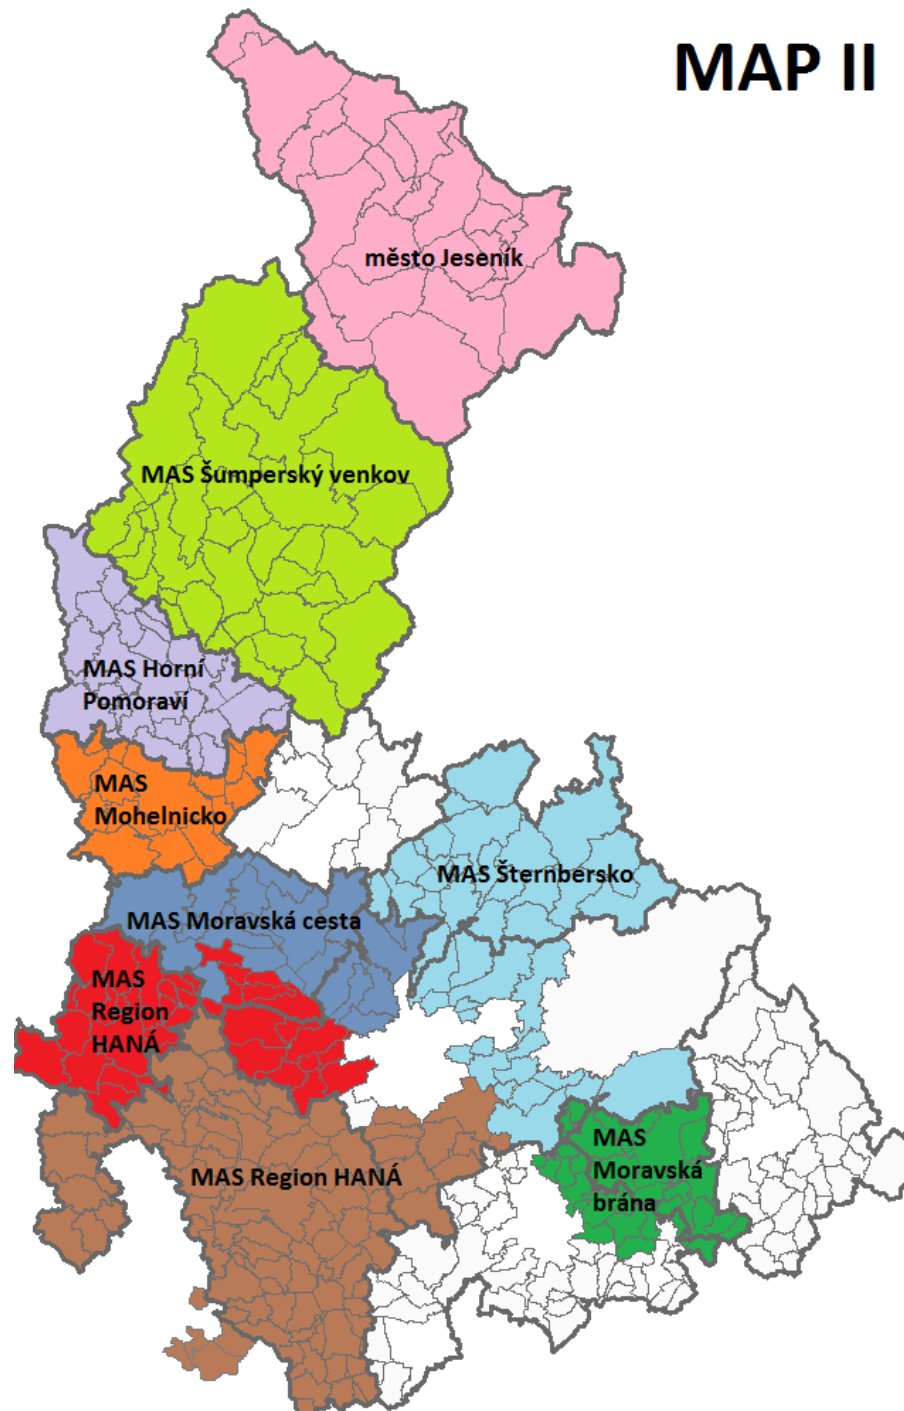 MAP II
město Jeseník
MAS Šumperský venkov
MAS Horní
Pomoraví
MAS
Mohelnicko
MAS Šternbersko
MAS Moravská cesta
MAS
Region
HANÁ
MAS
Moravská
brána
MAS Region HANÁ